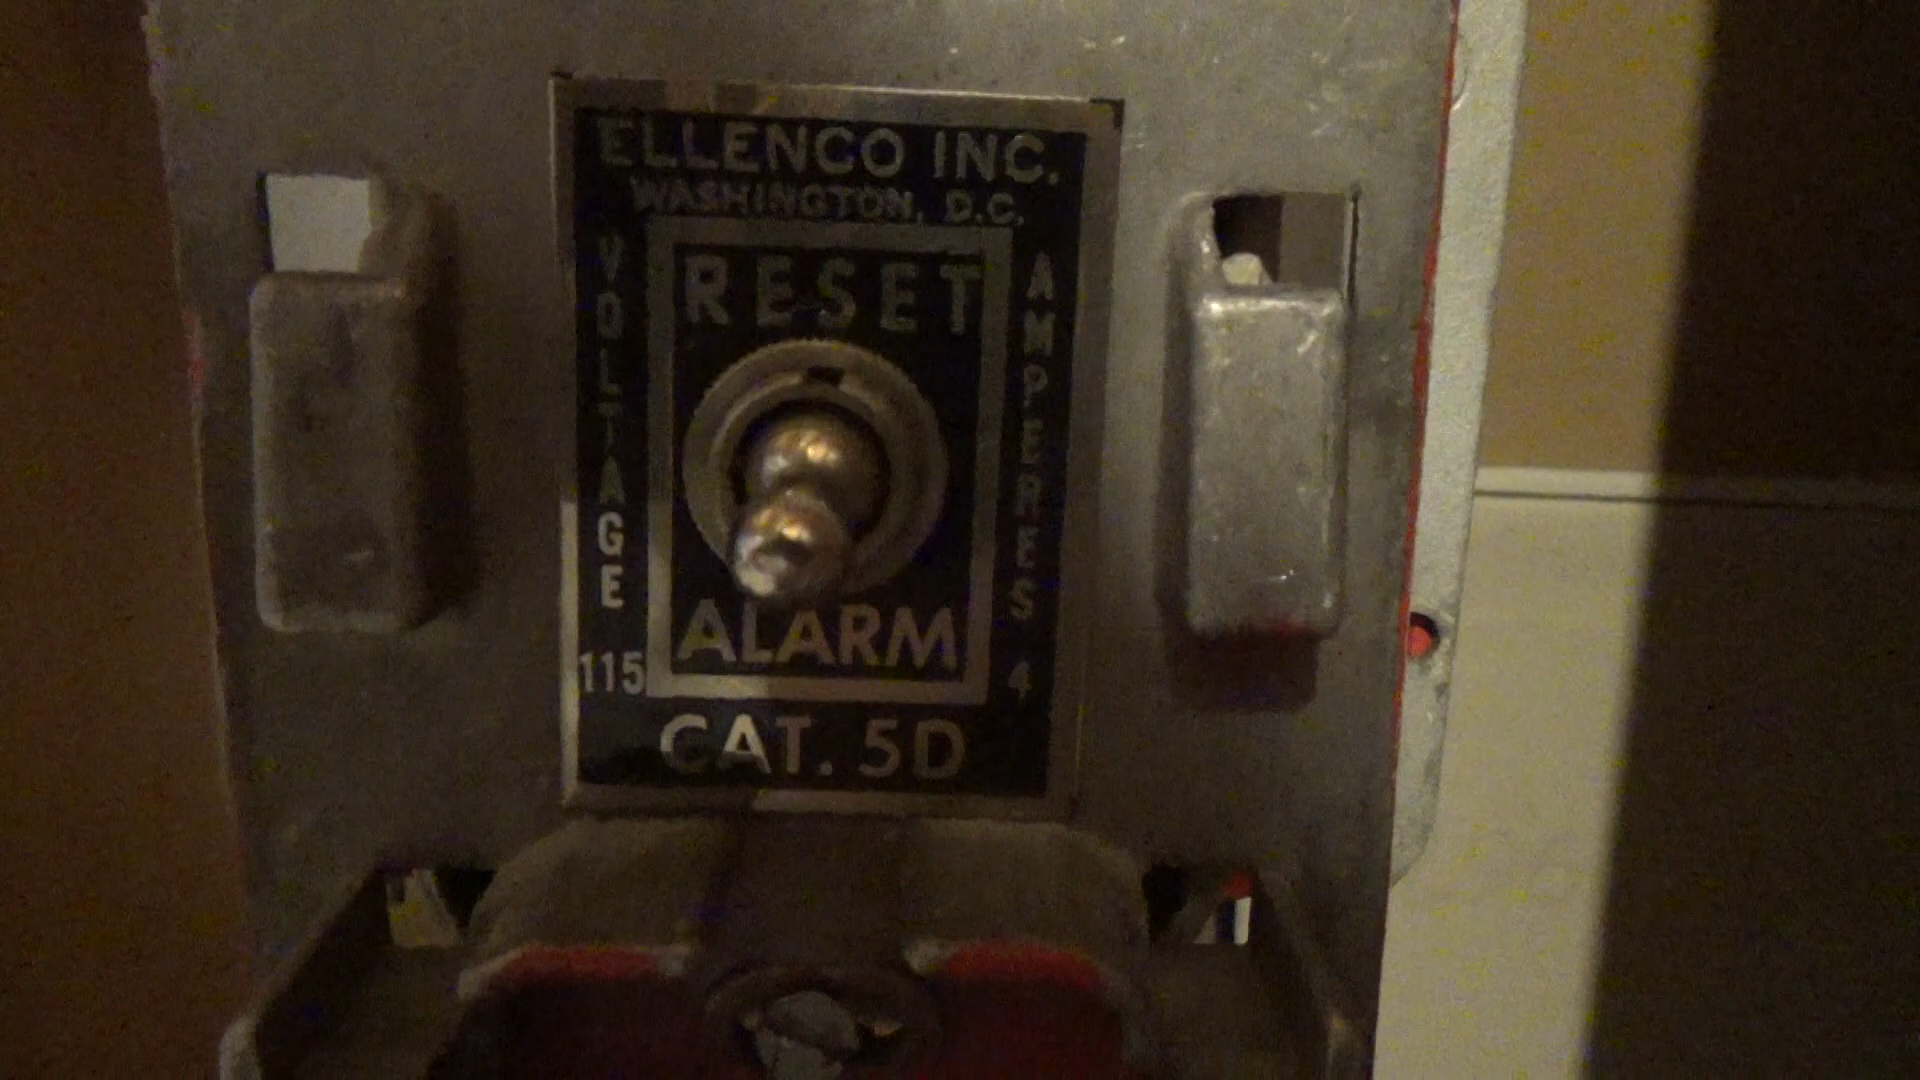 ELLENCO INC.
WASHINGTON, D.C.
VOLTAGE
115
RESET
ALARM
AMPERES
4
CAT. 5D